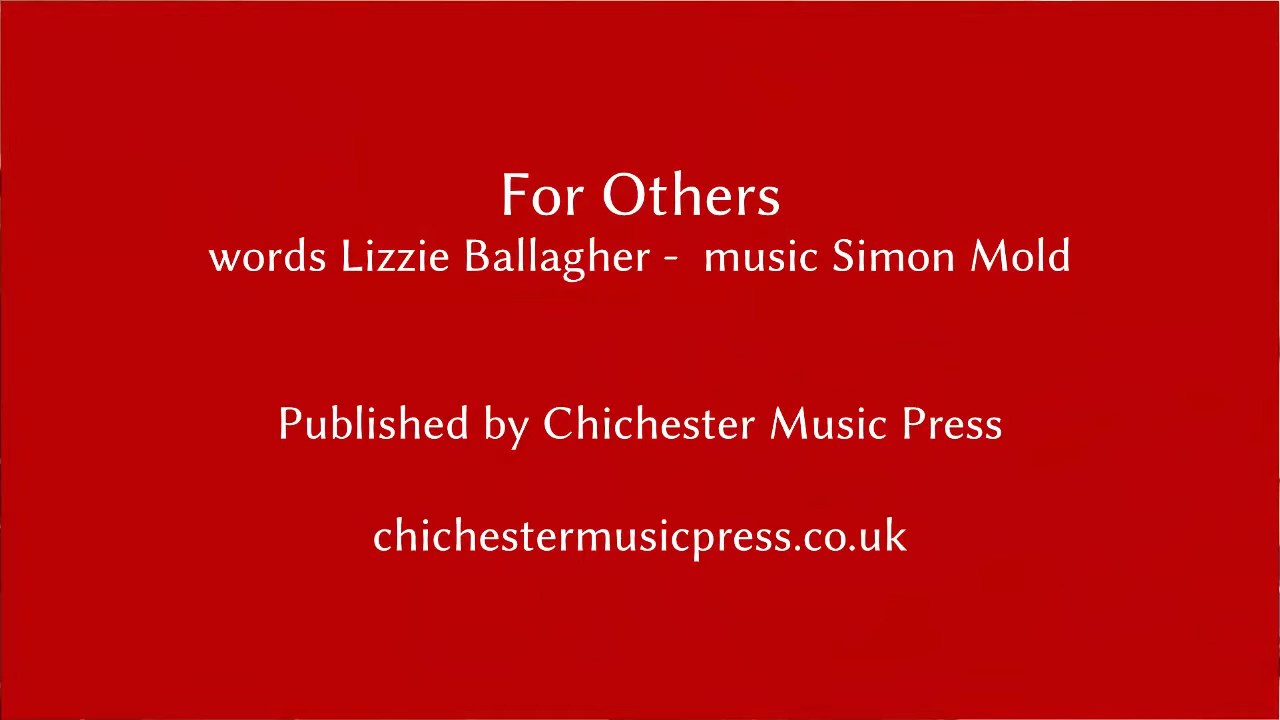 For Others
words Lizzie Ballagher -  music Simon Mold
Published by Chichester Music Press
chichestermusicpress.co.uk